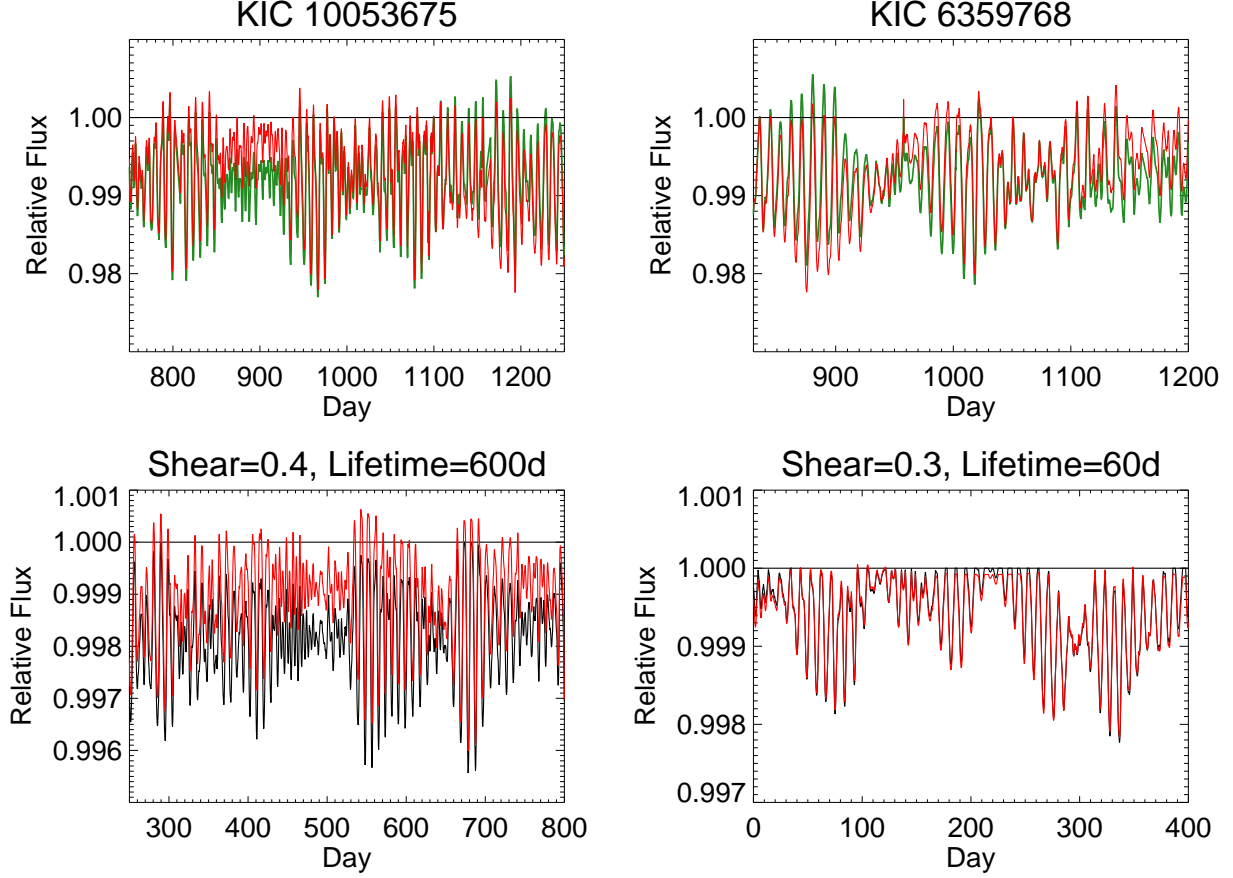 KIC 10053675
KIC 6359768
1.00
0.99
0.98
Relative Flux
800 900 1000 1100 1200
Day
1.00
0.99
0.98
Relative Flux
900 1000 1100 1200
Day
Shear=0.4, Lifetime=600d
Shear=0.3, Lifetime=60d
1.001
1.000
0.999
0.998
0.997
0.996
Relative Flux
300 400 500 600 700 800
Day
1.001
1.000
0.999
0.998
0.997
Relative Flux
0 100 200 300 400
Day